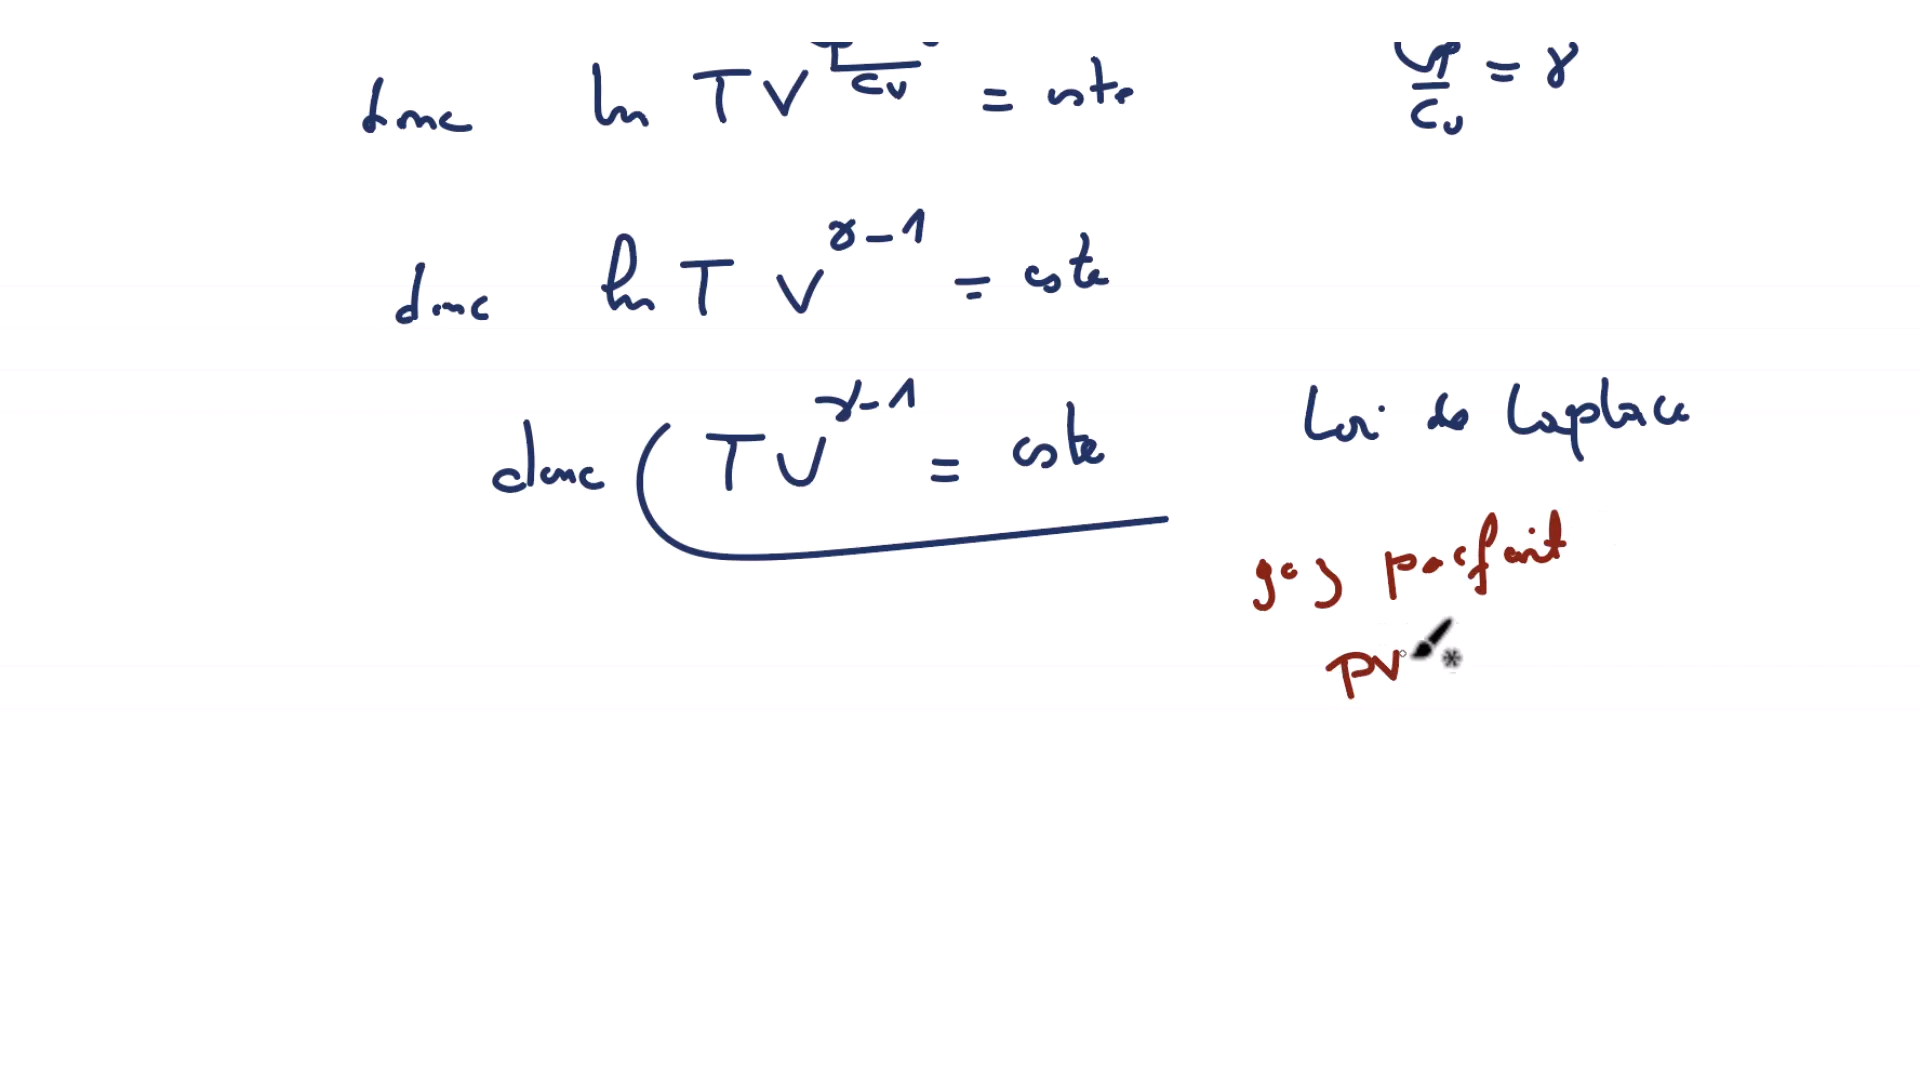 donc ln TV^{Cv} = cste
Cp/Cv = γ
donc ln T V^{γ-1} = cste
donc ( TV^{γ-1} = cste
Loi de Laplace
gaz parfait
PV